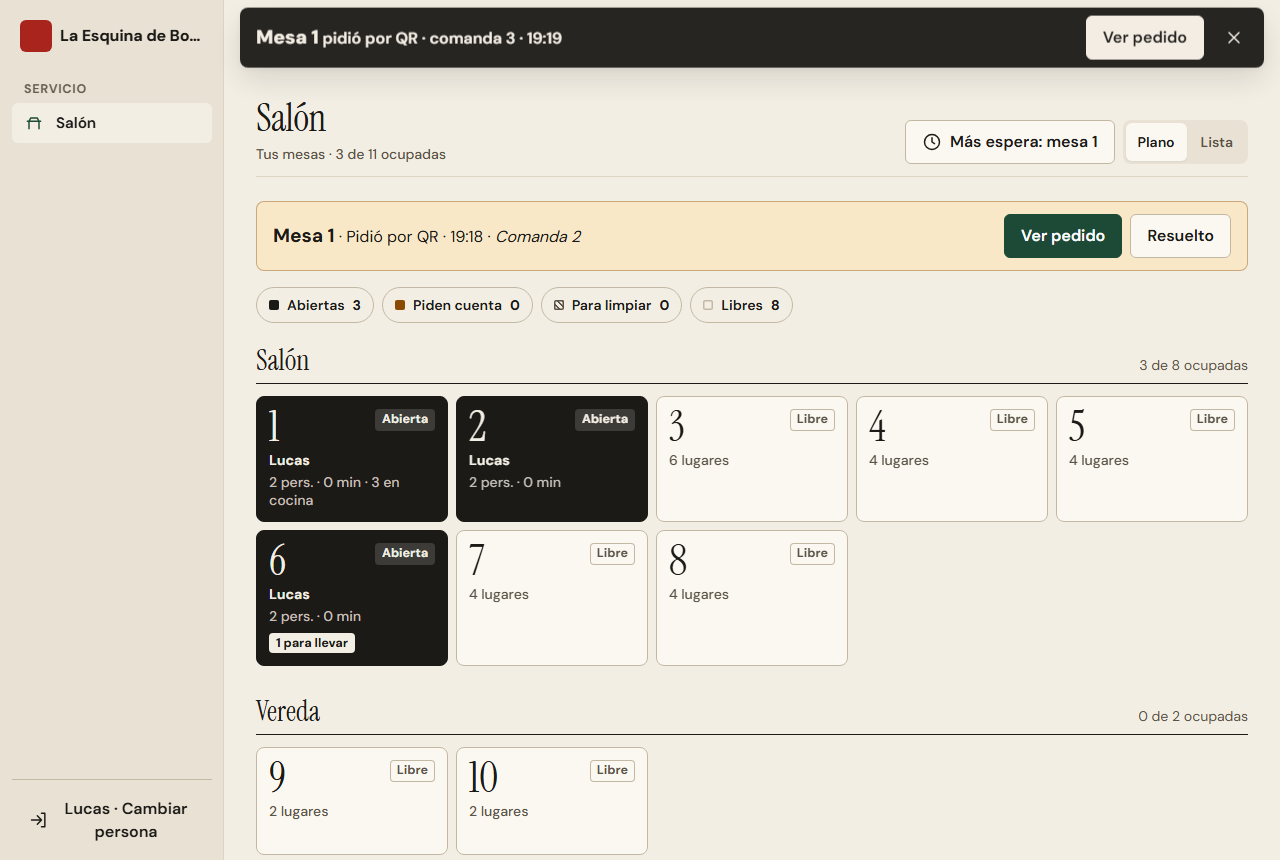 La Esquina de Bo...
SERVICIO
Salón
Mesa 1 pidió por QR · comanda 3 · 19:19
Ver pedido
Salón
Tus mesas · 3 de 11 ocupadas
Más espera: mesa 1
Plano
Lista
Mesa 1 · Pidió por QR · 19:18 · Comanda 2
Ver pedido
Resuelto
Abiertas 3
Piden cuenta 0
Para limpiar 0
Libres 8
Salón
3 de 8 ocupadas
1
Abierta
Lucas
2 pers. · 0 min · 3 en
cocina
2
Abierta
Lucas
2 pers. · 0 min
3
Libre
6 lugares
4
Libre
4 lugares
5
Libre
4 lugares
6
Abierta
Lucas
2 pers. · 0 min
1 para llevar
7
Libre
4 lugares
8
Libre
4 lugares
Vereda
0 de 2 ocupadas
9
Libre
2 lugares
10
Libre
2 lugares
Lucas · Cambiar
persona